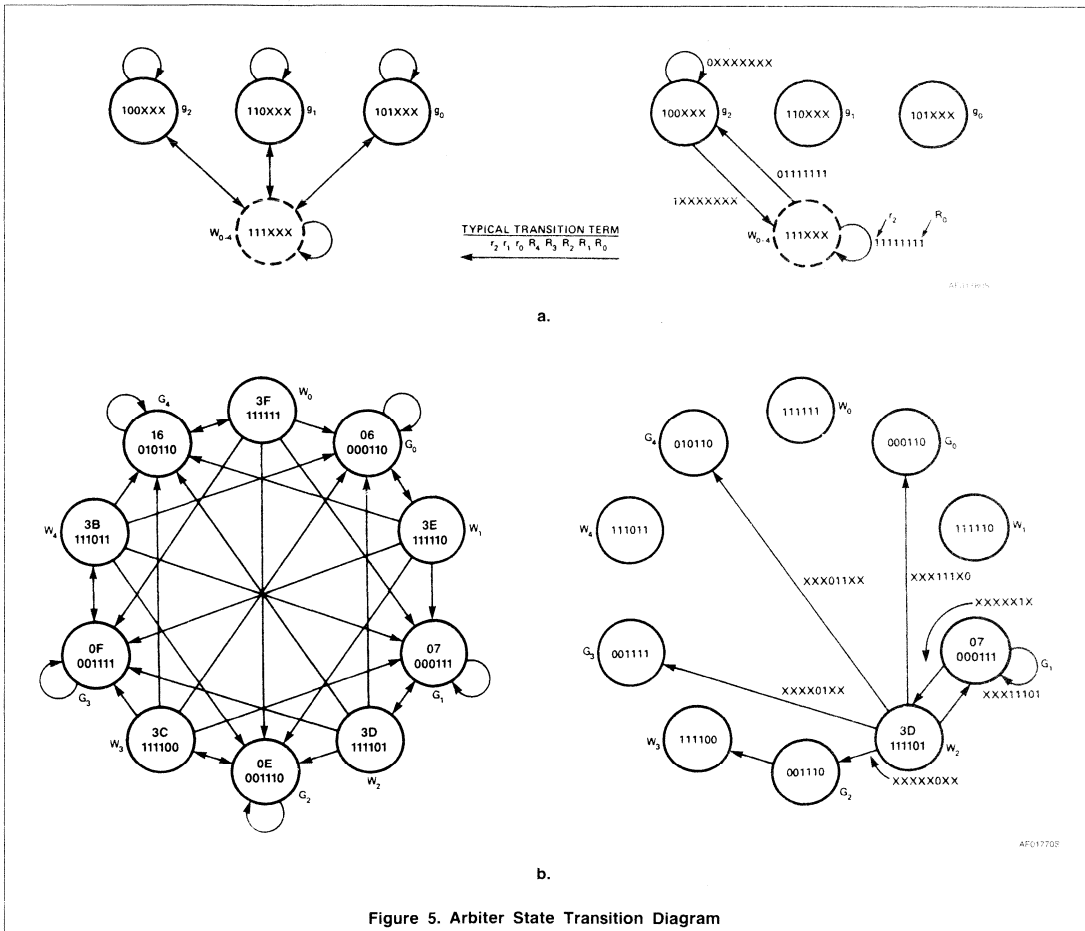 100XXX g2
110XXX g1
101XXX g0
W0-4 111XXX
0XXXXXXX
100XXX g2
110XXX g1
101XXX g0
01111111
1XXXXXXX
W0-4 111XXX
r2 R0
11111111
TYPICAL TRANSITION TERM
r2 r1 r0 R4 R3 R2 R1 R0
a.
3F 111111 W0
G4 16 010110
06 000110 G0
W4 3B 111011
3E 111110 W1
0F 001111 G3
07 000111 G1
W3 3C 111100
3D 111101 W2
0E 001110 G2
111111 W0
G4 010110
000110 G0
W4 111011
111110 W1
XXX011XX
XXX111X0
XXXXXX1X
G3 001111
07 000111 G1
XXXX01XX
XXX11101
W3 111100
3D 111101 W2
001110 G2
XXXXX0XX
AF01770S
b.
Figure 5. Arbiter State Transition Diagram